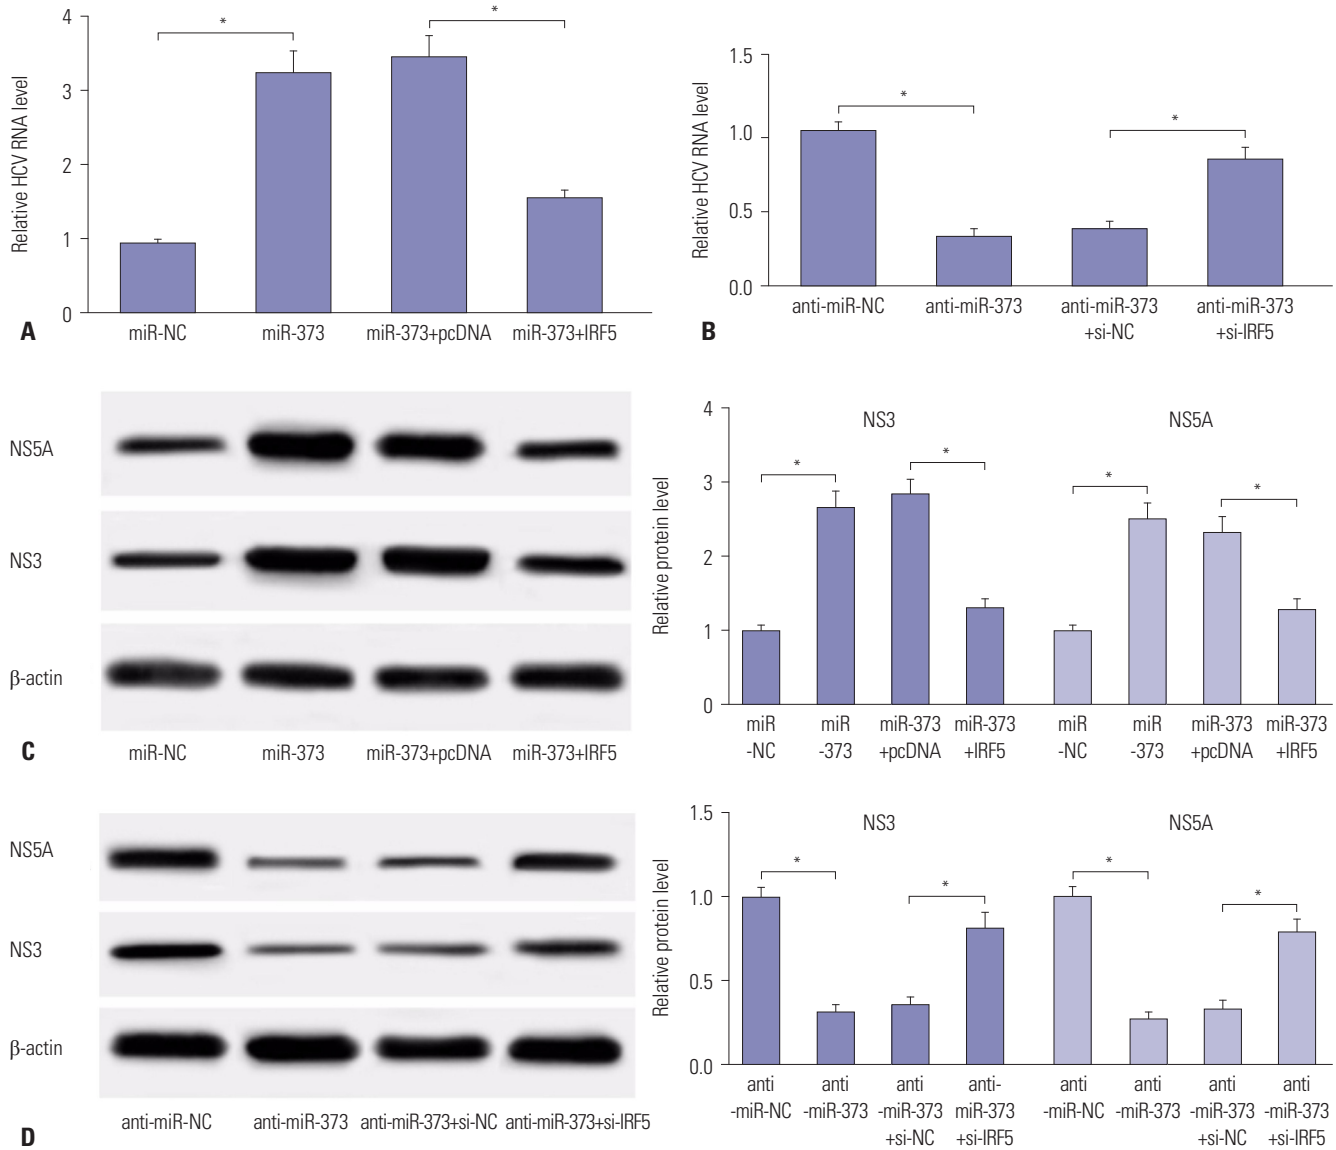 4
3
2
1
0
Relative HCV RNA level
*
*
miR-NC
miR-373
miR-373+pcDNA
miR-373+IRF5
A
1.5
1.0
0.5
0.0
Relative HCV RNA level
*
*
anti-miR-NC
anti-miR-373
anti-miR-373
+si-NC
anti-miR-373
+si-IRF5
B
NS5A
NS3
β-actin
miR-NC
miR-373
miR-373+pcDNA
miR-373+IRF5
C
4
3
2
1
0
Relative protein level
NS3
NS5A
*
*
*
*
miR
-NC
miR
-373
miR-373
+pcDNA
miR-373
+IRF5
miR
-NC
miR
-373
miR-373
+pcDNA
miR-373
+IRF5
NS5A
NS3
β-actin
anti-miR-NC
anti-miR-373
anti-miR-373+si-NC
anti-miR-373+si-IRF5
D
1.5
1.0
0.5
0.0
Relative protein level
NS3
NS5A
*
*
*
*
anti
-miR-NC
anti
-miR-373
anti
-miR-373
+si-NC
anti-
miR-373
+si-IRF5
anti
-miR-NC
anti
-miR-373
anti
-miR-373
+si-NC
anti
-miR-373
+si-IRF5